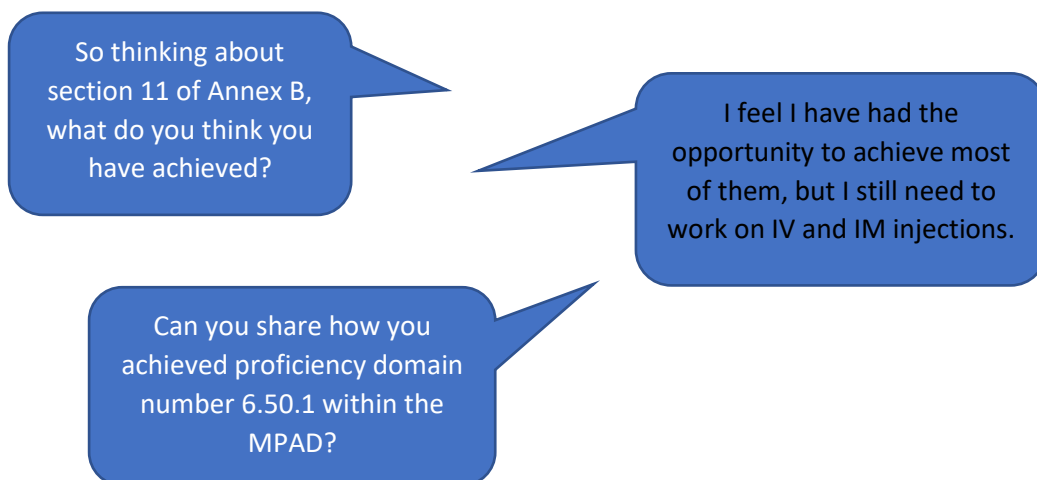 So thinking about
section 11 of Annex B,
what do you think you
have achieved?
I feel I have had the
opportunity to achieve most
of them, but I still need to
work on IV and IM injections.
Can you share how you
achieved proficiency domain
number 6.50.1 within the
MPAD?